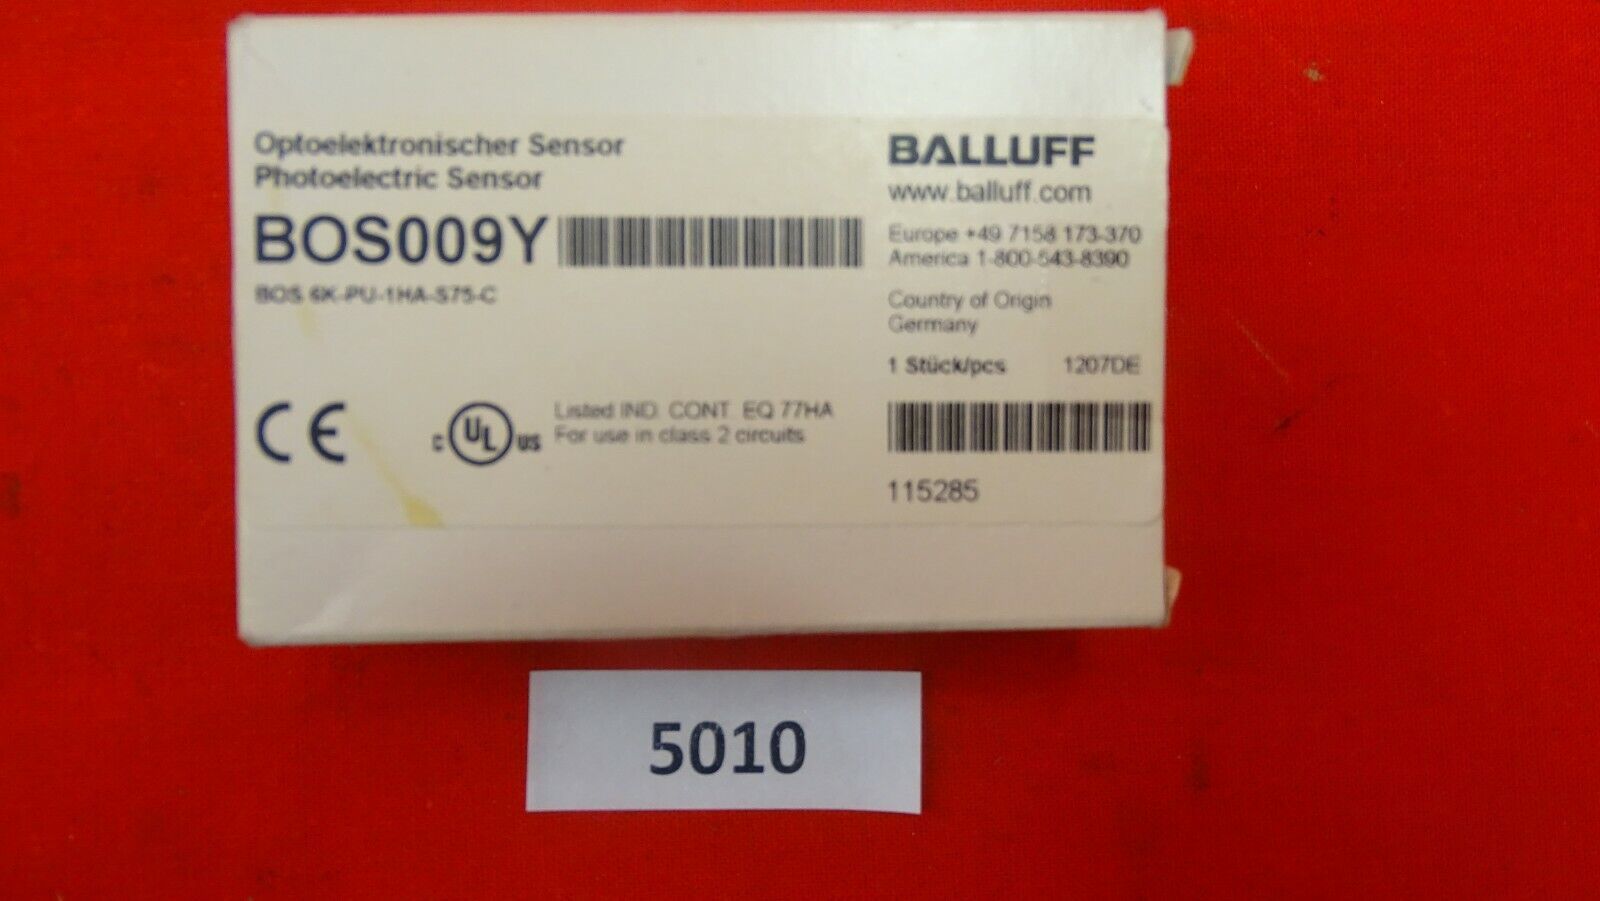 Optoelektronischer Sensor
Photoelectric Sensor
BOS009Y
BOS 6K-PU-1HA-S75-C
CE
c UL us
Listed IND. CONT. EQ 77HA
For use in class 2 circuits
BALLUFF
www.balluff.com
Europe +49 7158 173-370
America 1-800-543-8390
Country of Origin
Germany
1 Stück/pcs 1207DE
115285
5010